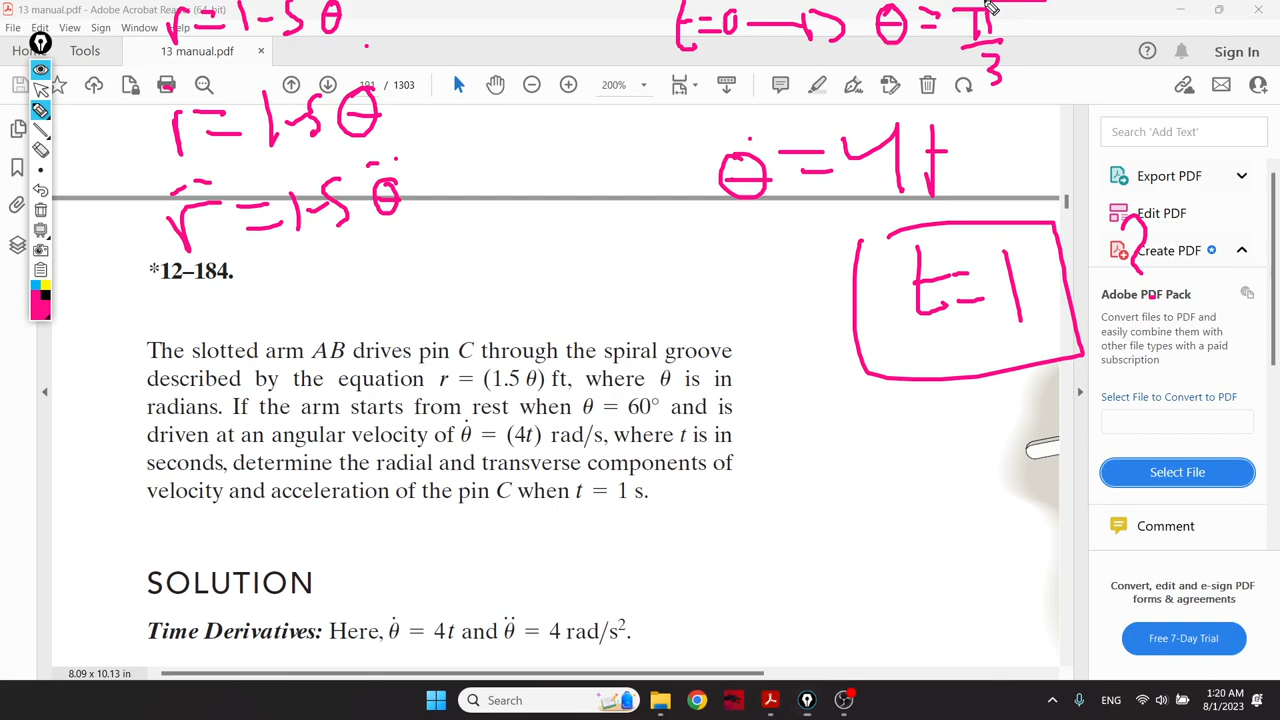 13 manual.pdf - Adobe Acrobat Reader (64-bit)
File Edit View Sign Window Help
Home Tools 13 manual.pdf × Sign In
191 / 1303 200%
r = 1.5 θ
t=0 → θ = π/3
ṙ = 1.5 θ̇
θ̇ = 4t
r̈ = 1.5 θ̈
t=1
?
*12–184.
The slotted arm AB drives pin C through the spiral groove
described by the equation r = (1.5 θ) ft, where θ is in
radians. If the arm starts from rest when θ = 60° and is
driven at an angular velocity of θ̇ = (4t) rad/s, where t is in
seconds, determine the radial and transverse components of
velocity and acceleration of the pin C when t = 1 s.
SOLUTION
Time Derivatives: Here, θ̇ = 4t and θ̈ = 4 rad/s².
8.09 x 10.13 in
Search 'Add Text'
Export PDF
Edit PDF
Create PDF
Adobe PDF Pack
Convert files to PDF and
easily combine them with
other file types with a paid
subscription
Select File to Convert to PDF
Select File
Comment
Convert, edit and e-sign PDF
forms & agreements
Free 7-Day Trial
Search
ENG
1:20 AM
8/1/2023